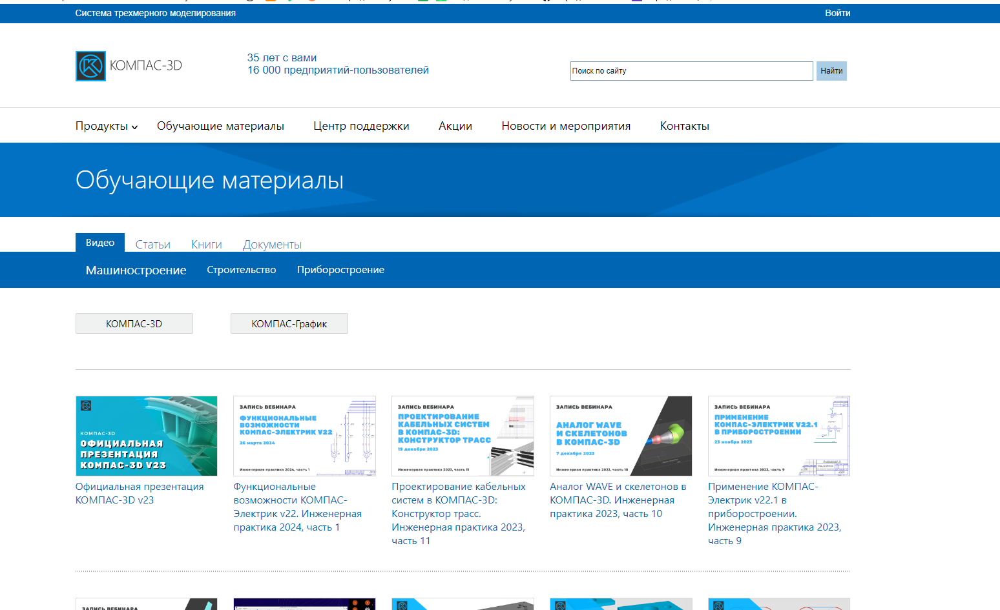 Система трехмерного моделирования
Войти
КОМПАС-3D
35 лет с вами
16 000 предприятий-пользователей
Поиск по сайту
Найти
Продукты
Обучающие материалы
Центр поддержки
Акции
Новости и мероприятия
Контакты
Обучающие материалы
Видео
Статьи
Книги
Документы
Машиностроение
Строительство
Приборостроение
КОМПАС-3D
КОМПАС-График
КОМПАС-3D
ОФИЦИАЛЬНАЯ
ПРЕЗЕНТАЦИЯ
КОМПАС-3D V23
Официальная презентация
КОМПАС-3D v23
ЗАПИСЬ ВЕБИНАРА
ФУНКЦИОНАЛЬНЫЕ
ВОЗМОЖНОСТИ
КОМПАС-ЭЛЕКТРИК V22
26 марта 2024
Инженерная практика 2024, часть 1
Функциональные
возможности КОМПАС-
Электрик v22. Инженерная
практика 2024, часть 1
ЗАПИСЬ ВЕБИНАРА
ПРОЕКТИРОВАНИЕ
КАБЕЛЬНЫХ СИСТЕМ
В КОМПАС-3D:
КОНСТРУКТОР ТРАСС
19 декабря 2023
Инженерная практика 2023, часть 11
Проектирование кабельных
систем в КОМПАС-3D:
Конструктор трасс.
Инженерная практика 2023,
часть 11
ЗАПИСЬ ВЕБИНАРА
АНАЛОГ WAVE
И СКЕЛЕТОНОВ
В КОМПАС-3D
7 декабря 2023
Инженерная практика 2023, часть 10
Аналог WAVE и скелетонов в
КОМПАС-3D. Инженерная
практика 2023, часть 10
ЗАПИСЬ ВЕБИНАРА
ПРИМЕНЕНИЕ
КОМПАС-ЭЛЕКТРИК V22.1
В ПРИБОРОСТРОЕНИИ
23 ноября 2023
Инженерная практика 2023, часть 9
Применение КОМПАС-
Электрик v22.1 в
приборостроении.
Инженерная практика 2023,
часть 9
ЗАПИСЬ ВЕБИНАРА